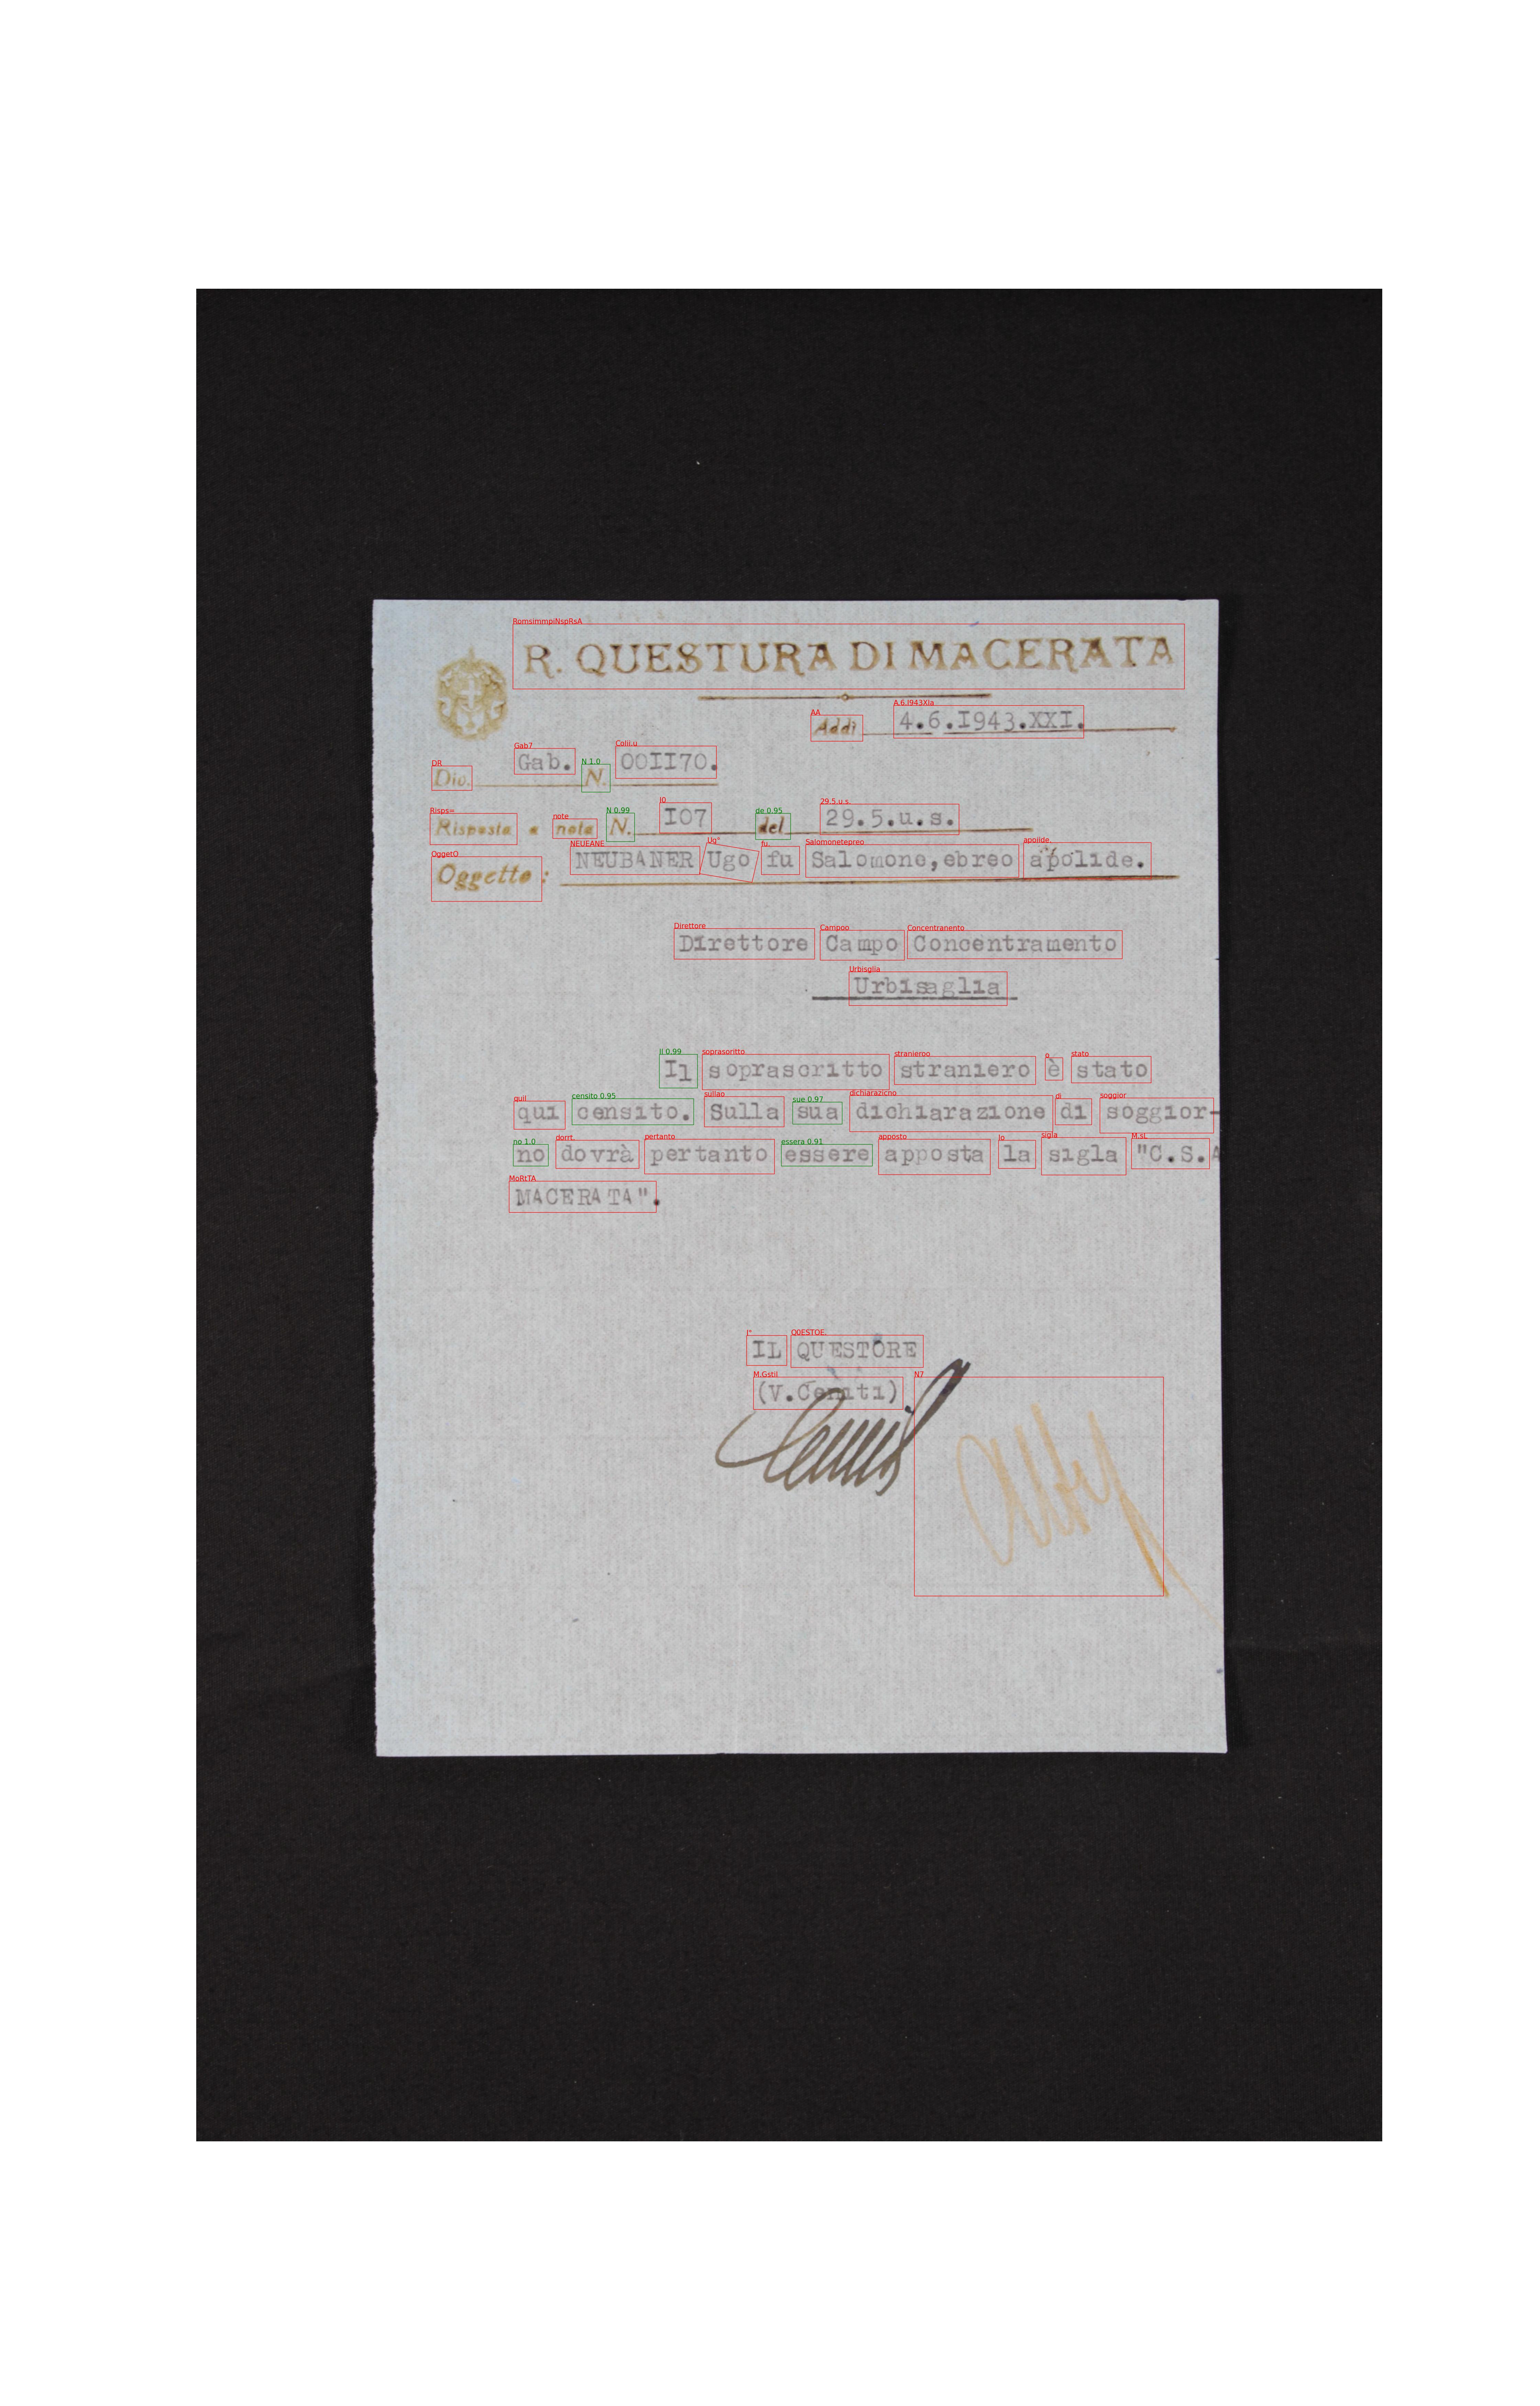 R. QUESTURA DI MACERATA
Addì 4.6.I943.XXI.
Div. Gab. N. 00II70.
Risposta a nota N. I07 del 29.5.u.s.
Oggetto: NEUBANER Ugo fu Salomone,ebreo apolide.
Direttore Campo Concentramento
Urbisaglia
Il soprascritto straniero è stato
qui censito. Sulla sua dichiarazione di soggior-
no dovrà pertanto essere apposta la sigla "C.S.A
MACERATA".
IL QUESTORE
(V.Ceniti)